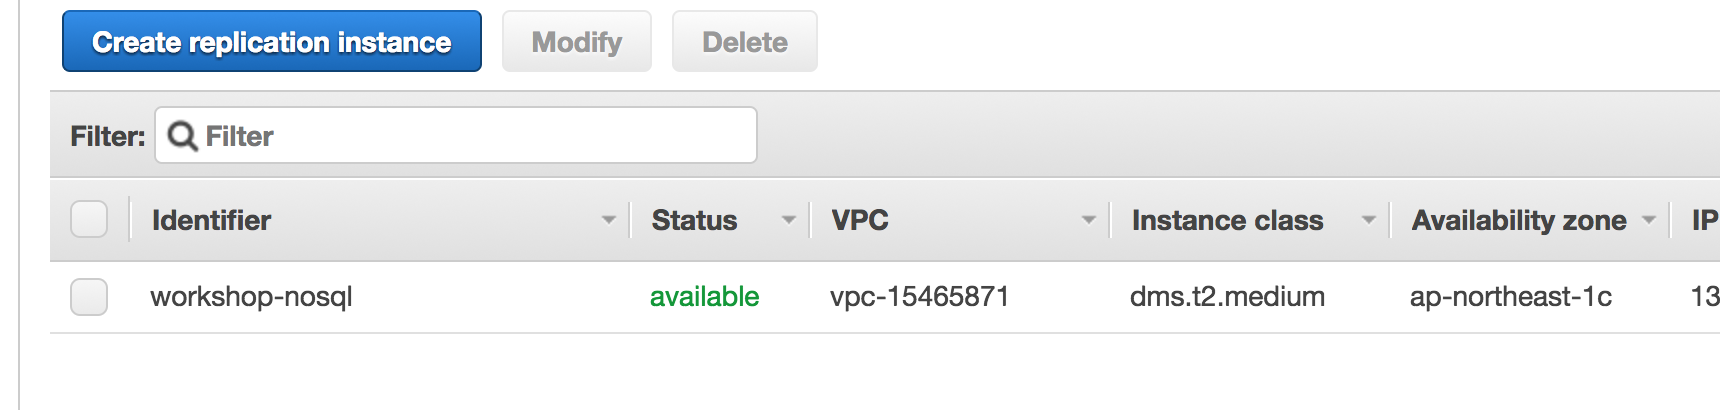 Create replication instance Modify Delete
Filter: Filter
Identifier Status VPC Instance class Availability zone IP
workshop-nosql available vpc-15465871 dms.t2.medium ap-northeast-1c 13